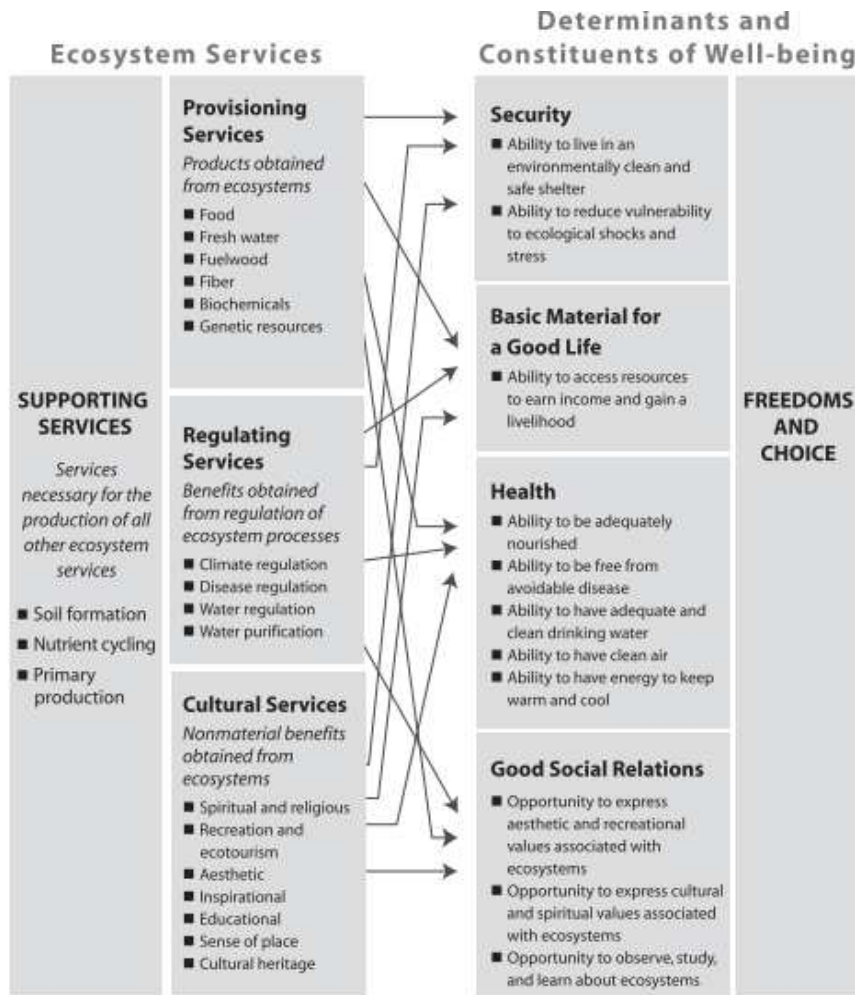 Ecosystem Services
Determinants and
Constituents of Well-being
SUPPORTING
SERVICES
Services
necessary for the
production of all
other ecosystem
services
■ Soil formation
■ Nutrient cycling
■ Primary
production
Provisioning
Services
Products obtained
from ecosystems
■ Food
■ Fresh water
■ Fuelwood
■ Fiber
■ Biochemicals
■ Genetic resources
Regulating
Services
Benefits obtained
from regulation of
ecosystem processes
■ Climate regulation
■ Disease regulation
■ Water regulation
■ Water purification
Cultural Services
Nonmaterial benefits
obtained from
ecosystems
■ Spiritual and religious
■ Recreation and
ecotourism
■ Aesthetic
■ Inspirational
■ Educational
■ Sense of place
■ Cultural heritage
Security
■ Ability to live in an
environmentally clean and
safe shelter
■ Ability to reduce vulnerability
to ecological shocks and
stress
Basic Material for
a Good Life
■ Ability to access resources
to earn income and gain a
livelihood
Health
■ Ability to be adequately
nourished
■ Ability to be free from
avoidable disease
■ Ability to have adequate and
clean drinking water
■ Ability to have clean air
■ Ability to have energy to keep
warm and cool
Good Social Relations
■ Opportunity to express
aesthetic and recreational
values associated with
ecosystems
■ Opportunity to express cultural
and spiritual values associated
with ecosystems
■ Opportunity to observe, study,
and learn about ecosystems
FREEDOMS
AND
CHOICE